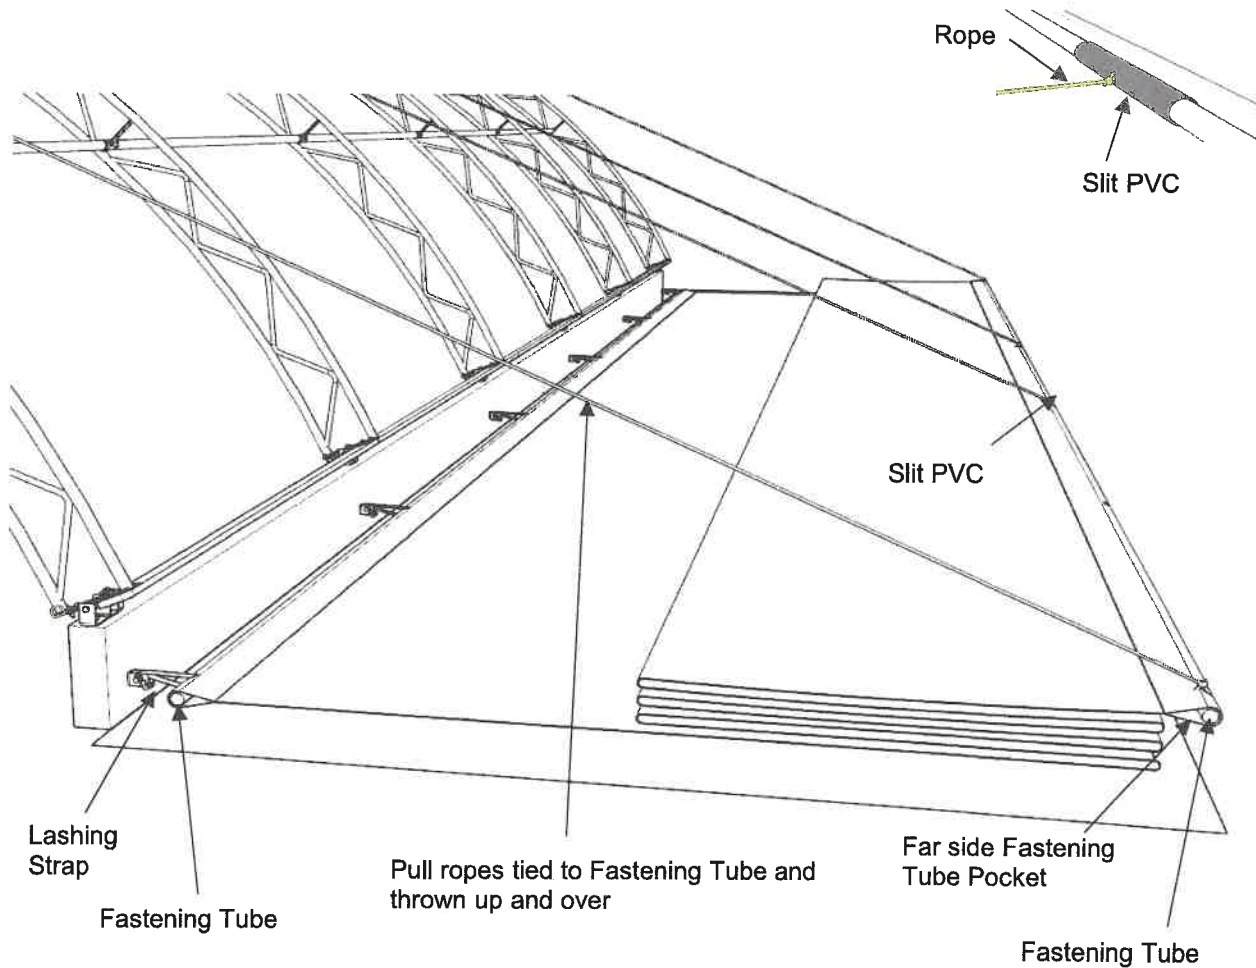 Rope
Slit PVC
Slit PVC
Lashing
Strap
Fastening Tube
Pull ropes tied to Fastening Tube and
thrown up and over
Far side Fastening
Tube Pocket
Fastening Tube